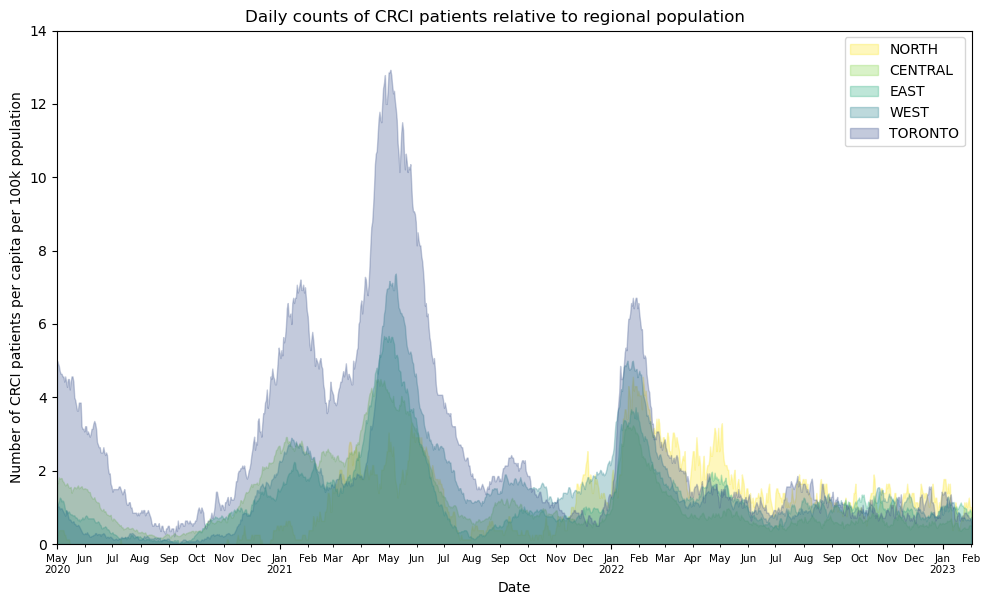 Daily counts of CRCI patients relative to regional population
Number of CRCI patients per capita per 100k population
14
12
10
8
6
4
2
0
NORTH
CENTRAL
EAST
WEST
TORONTO
May Jun Jul Aug Sep Oct Nov Dec Jan Feb Mar Apr May Jun Jul Aug Sep Oct Nov Dec Jan Feb Mar Apr May Jun Jul Aug Sep Oct Nov Dec Jan Feb
2020 2021 2022 2023
Date